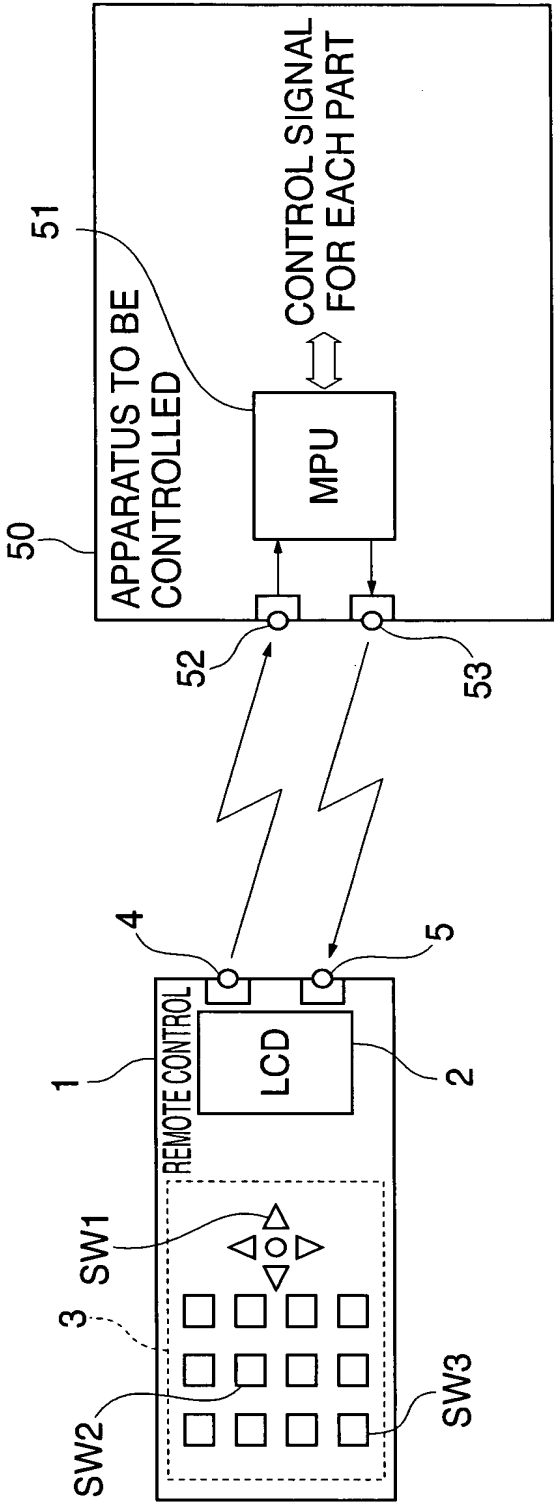 50
APPARATUS TO BE
CONTROLLED
51
MPU
CONTROL SIGNAL
FOR EACH PART
52
53
1
REMOTE CONTROL
4
5
LCD
2
3
SW1
SW2
SW3